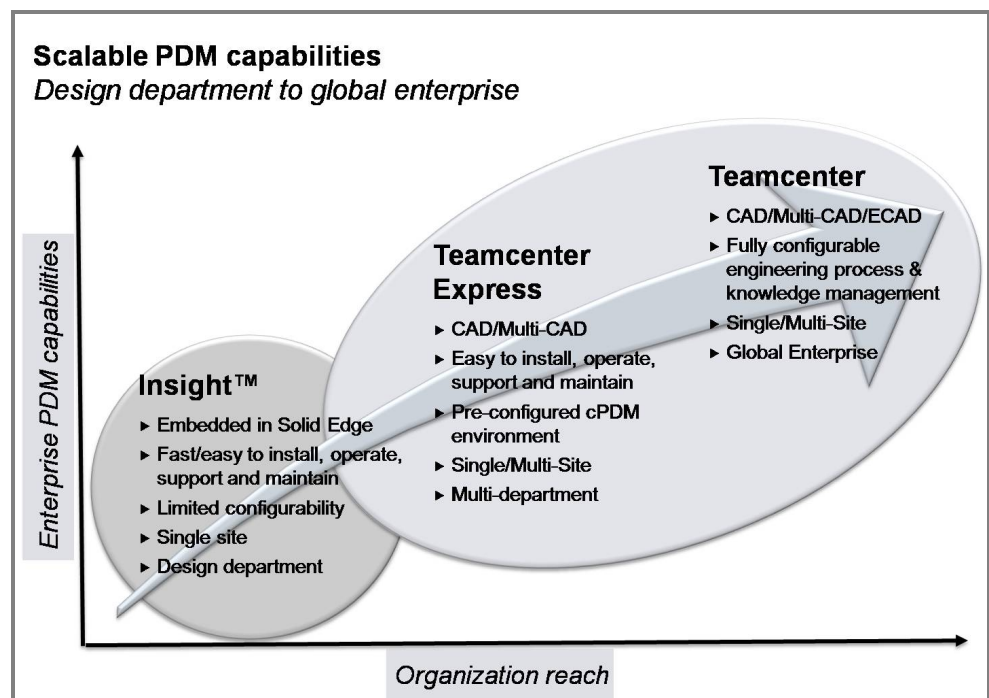 Scalable PDM capabilities
Design department to global enterprise
Enterprise PDM capabilities
Insight™
▸ Embedded in Solid Edge
▸ Fast/easy to install, operate,
support and maintain
▸ Limited configurability
▸ Single site
▸ Design department
Teamcenter
Express
▸ CAD/Multi-CAD
▸ Easy to install, operate,
support and maintain
▸ Pre-configured cPDM
environment
▸ Single/Multi-Site
▸ Multi-department
Teamcenter
▸ CAD/Multi-CAD/ECAD
▸ Fully configurable
engineering process &
knowledge management
▸ Single/Multi-Site
▸ Global Enterprise
Organization reach